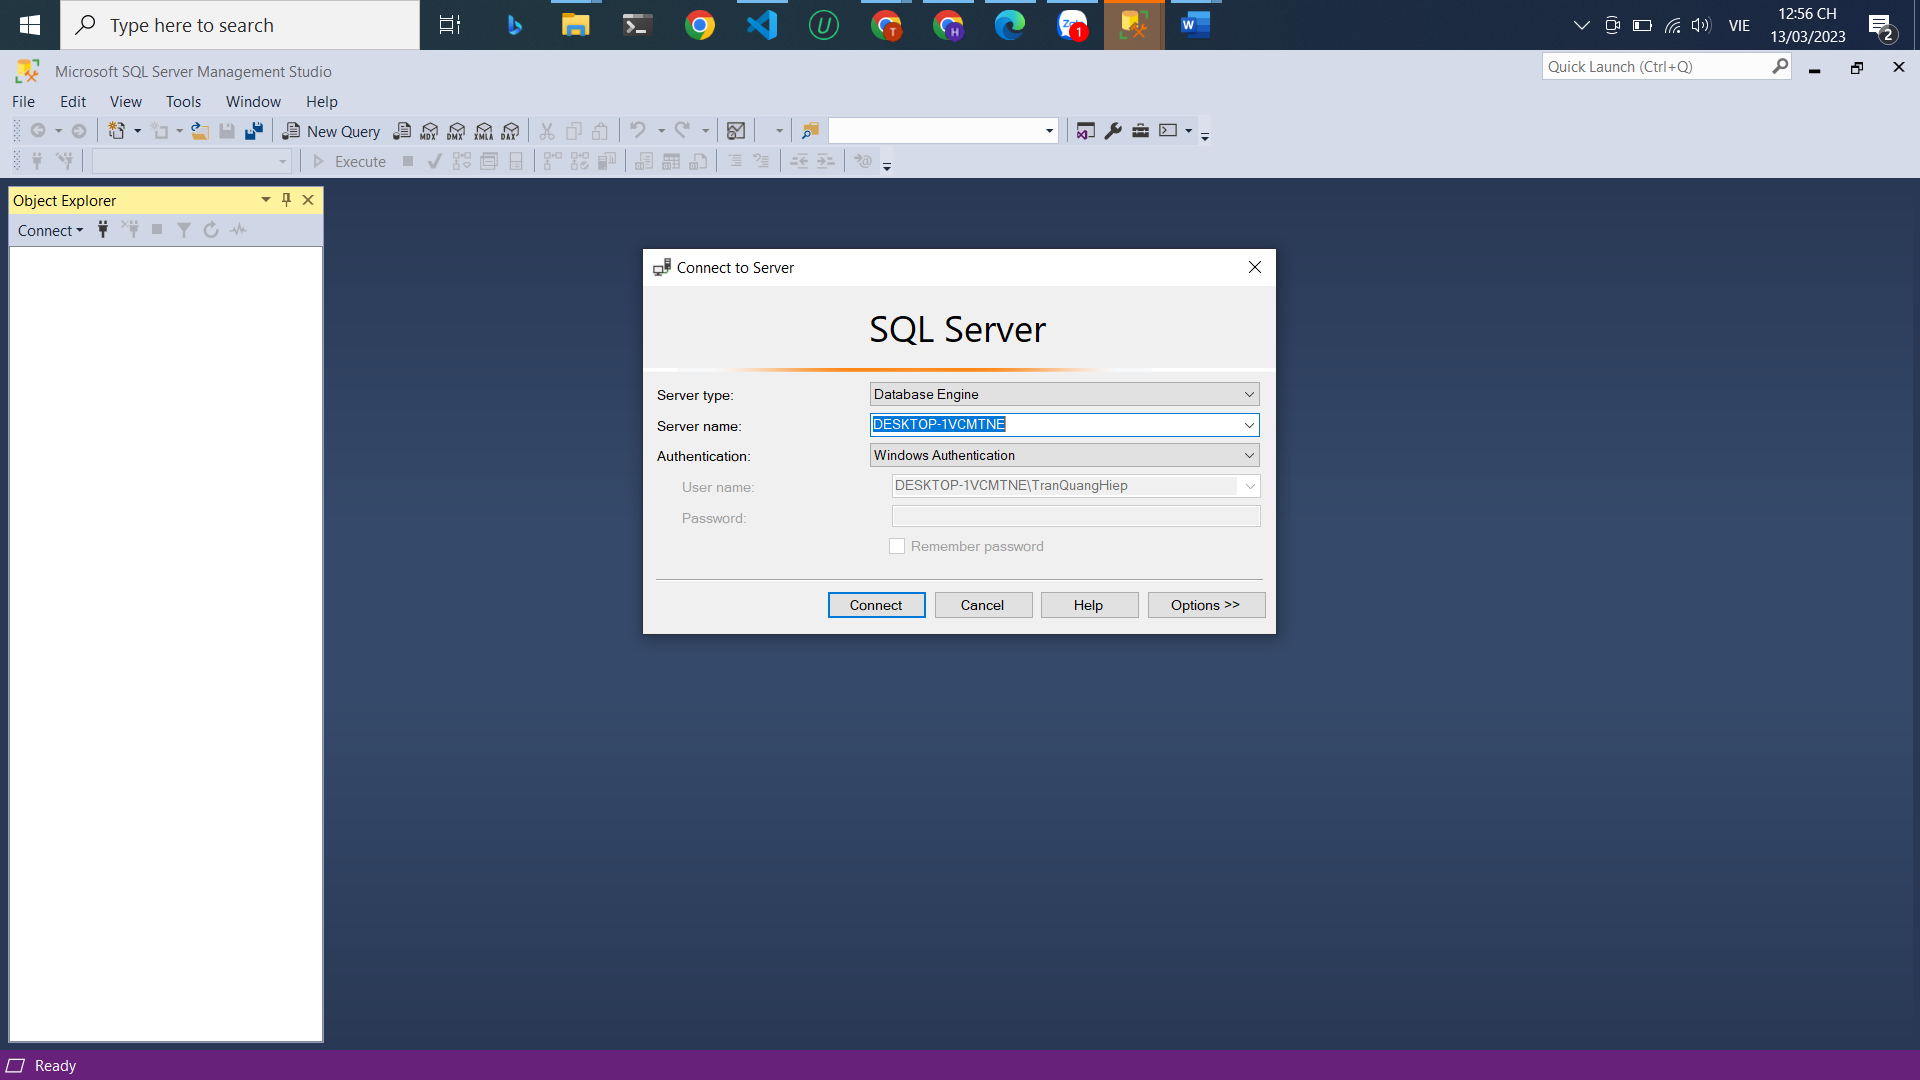 Type here to search
Zalo
1
T
H
W
VIE
12:56 CH
13/03/2023
2
Microsoft SQL Server Management Studio
Quick Launch (Ctrl+Q)
File Edit View Tools Window Help
New Query MDX DMX XMLA DAX
Execute
Object Explorer
Connect
Connect to Server
SQL Server
Server type: Database Engine
Server name: DESKTOP-1VCMTNE
Authentication: Windows Authentication
User name: DESKTOP-1VCMTNE\TranQuangHiep
Password:
Remember password
Connect Cancel Help Options >>
Ready